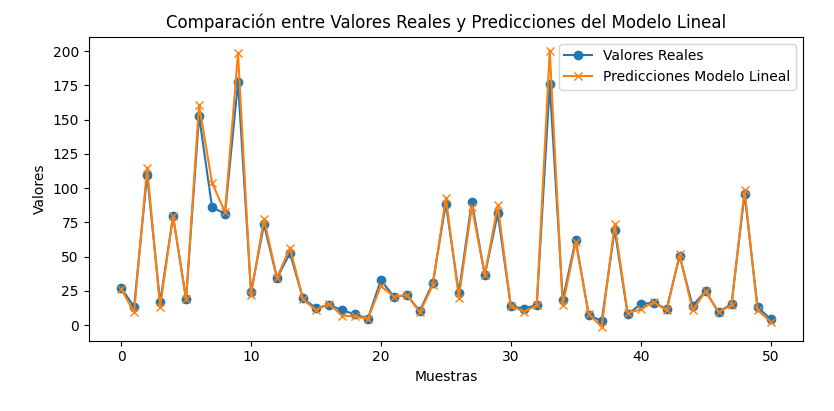 Comparación entre Valores Reales y Predicciones del Modelo Lineal
Valores Reales
Predicciones Modelo Lineal
200
175
150
125
100
75
50
25
0
Valores
0 10 20 30 40 50
Muestras